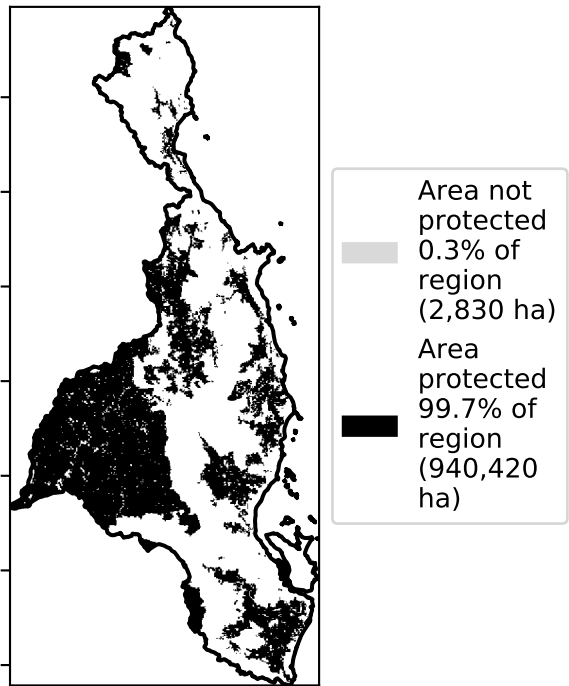 Area not
protected
0.3% of
region
(2,830 ha)
Area
protected
99.7% of
region
(940,420
ha)